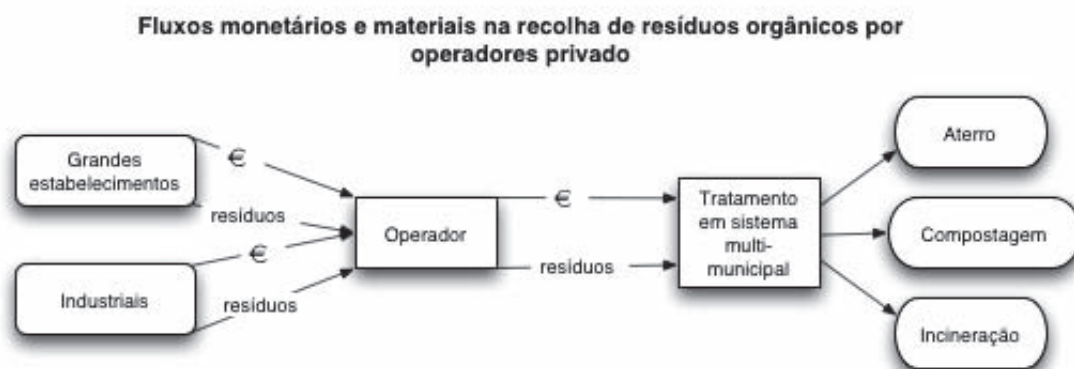 Fluxos monetários e materiais na recolha de resíduos orgânicos por
operadores privado
Grandes
estabelecimentos
€
resíduos
€
Industriais
resíduos
Operador
€
resíduos
Tratamento
em sistema
multi-
municipal
Aterro
Compostagem
Incineração